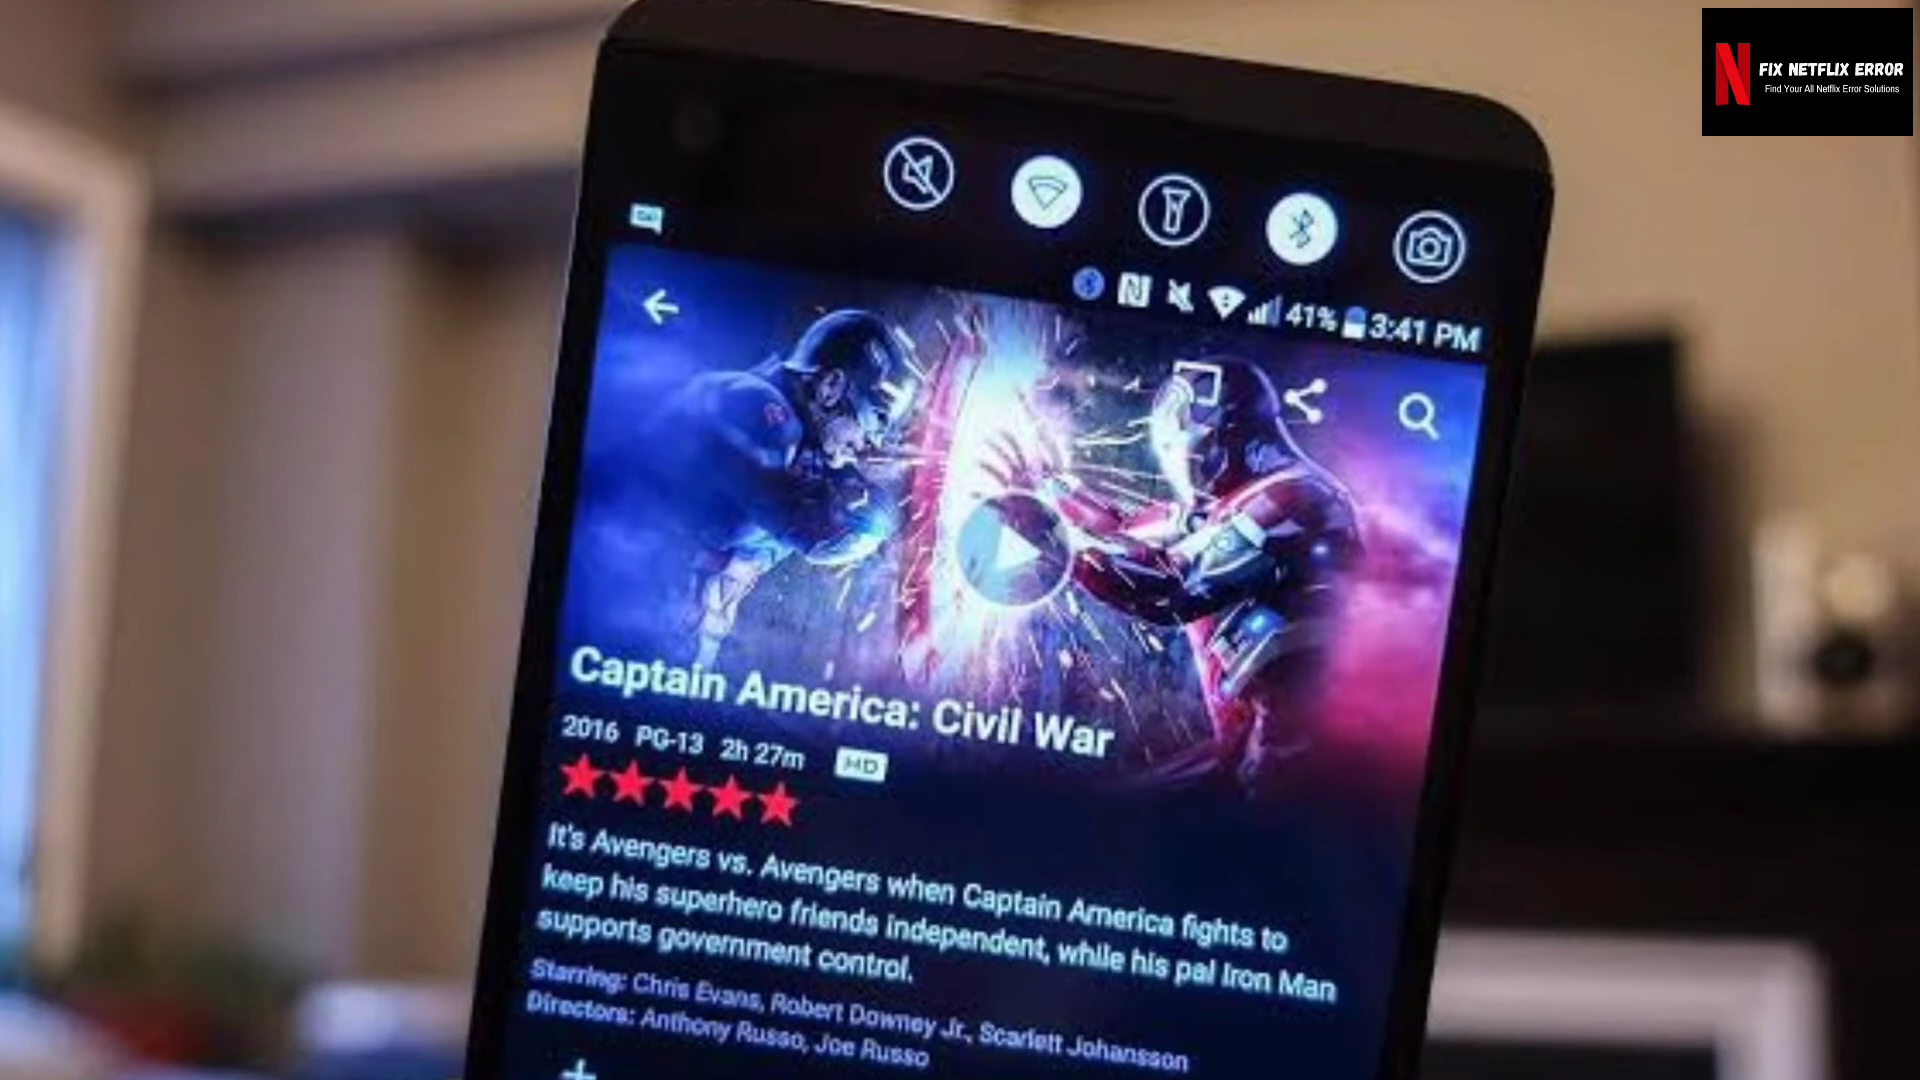 FIX NETFLIX ERROR
Find Your All Netflix Error Solutions
41% 3:41 PM
Captain America: Civil War
2016 PG-13 2h 27m HD
It's Avengers vs. Avengers when Captain America fights to
keep his superhero friends independent, while his pal Iron Man
supports government control.
Starring: Chris Evans, Robert Downey Jr., Scarlett Johansson
Directors: Anthony Russo, Joe Russo